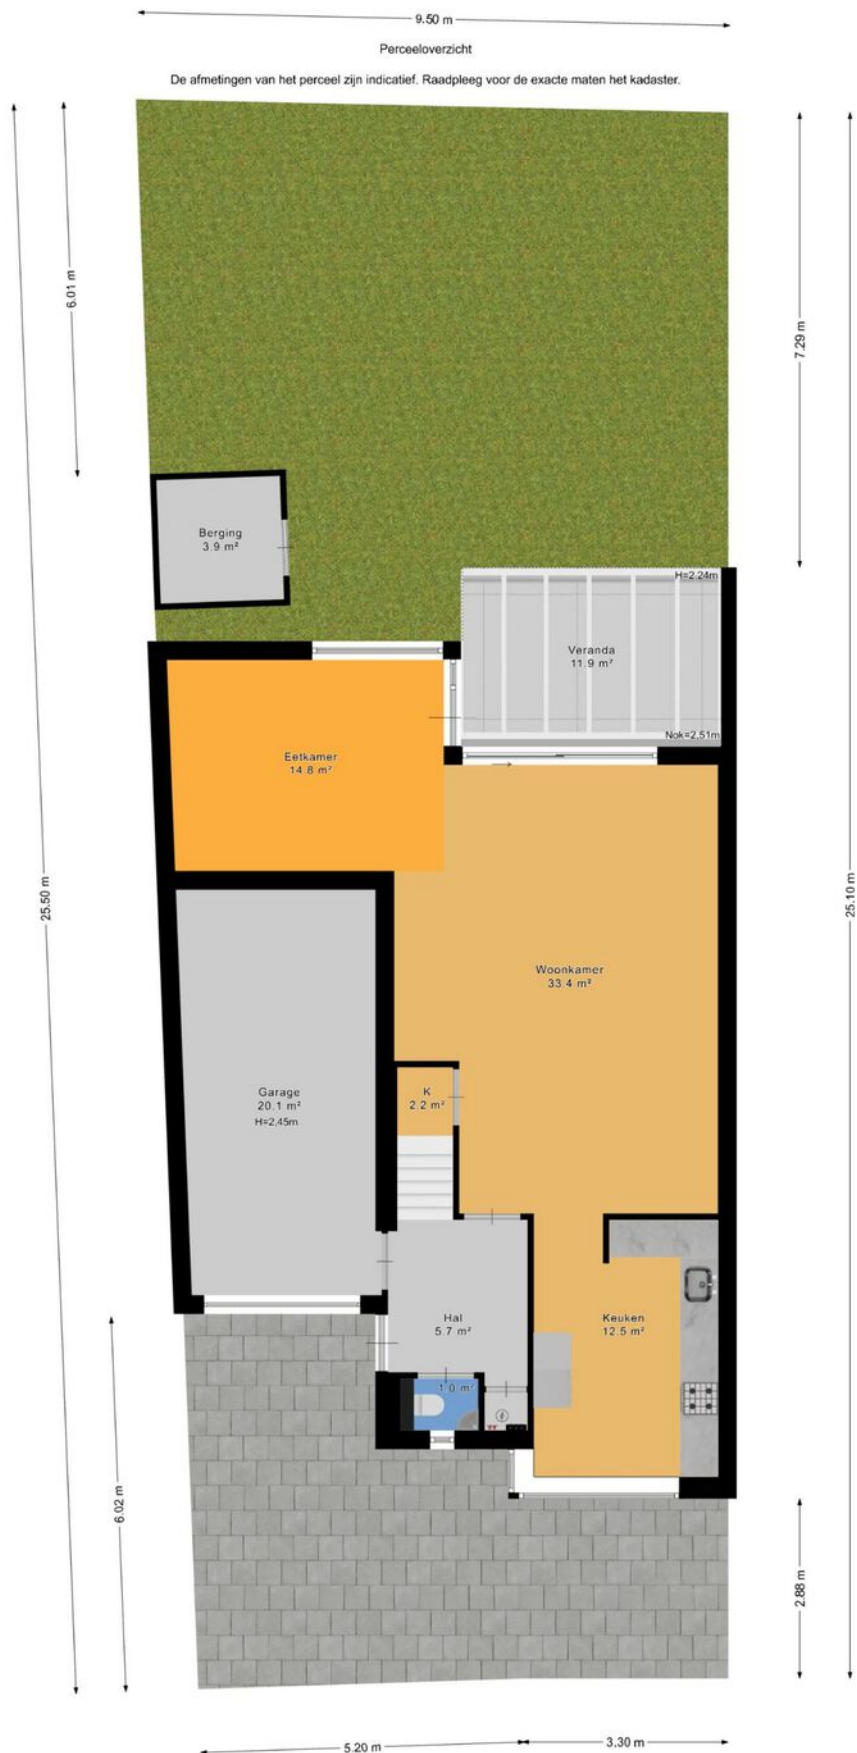 9.50 m
Perceeloverzicht
De afmetingen van het perceel zijn indicatief. Raadpleeg voor de exacte maten het kadaster.
6.01 m
7.29 m
Berging
3.9 m²
H=2.24m
Veranda
11.9 m²
Nok=2,51m
Eetkamer
14.8 m²
25.50 m
25.10 m
Woonkamer
33.4 m²
Garage
20.1 m²
H=2,45m
K
2.2 m²
Hal
5.7 m²
Keuken
12.5 m²
1.0 m²
6.02 m
2.88 m
5.20 m
3.30 m